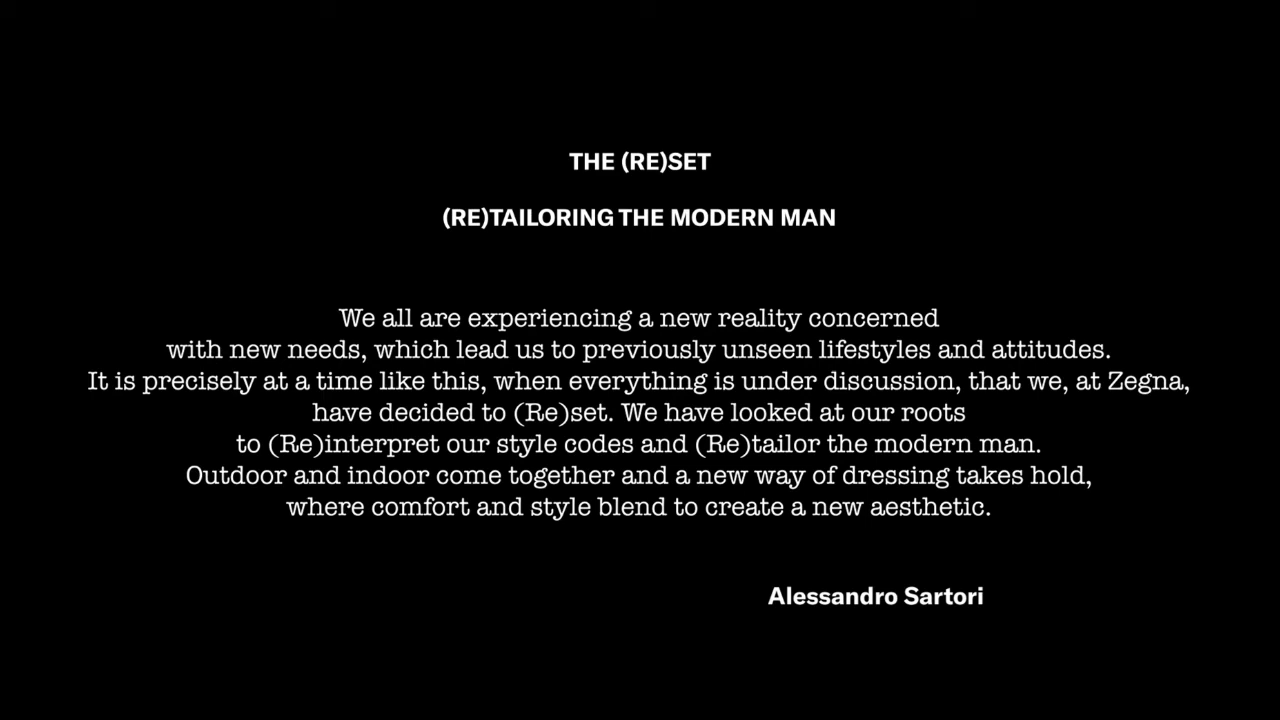 THE (RE)SET
(RE)TAILORING THE MODERN MAN
We all are experiencing a new reality concerned
with new needs, which lead us to previously unseen lifestyles and attitudes.
It is precisely at a time like this, when everything is under discussion, that we, at Zegna,
have decided to (Re)set. We have looked at our roots
to (Re)interpret our style codes and (Re)tailor the modern man.
Outdoor and indoor come together and a new way of dressing takes hold,
where comfort and style blend to create a new aesthetic.
Alessandro Sartori